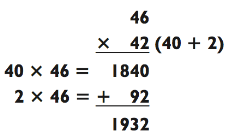 46
× 42 (40 + 2)
40 × 46 = 1840
2 × 46 = + 92
1932